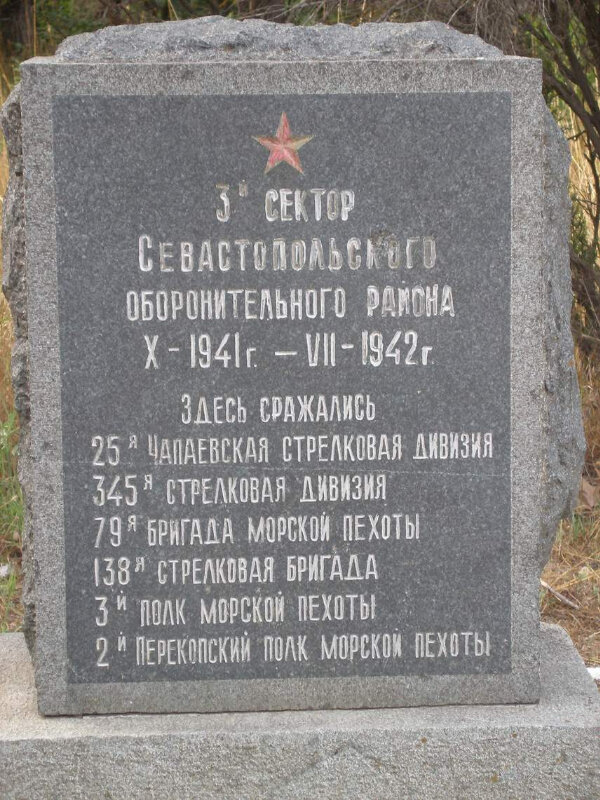 3й сектор
Севастопольского
оборонительного района
X-1941г. – VII-1942г.
Здесь сражались
25я Чапаевская стрелковая дивизия
345я стрелковая дивизия
79я бригада морской пехоты
138я стрелковая бригада
3й полк морской пехоты
2й Перекопский полк морской пехоты